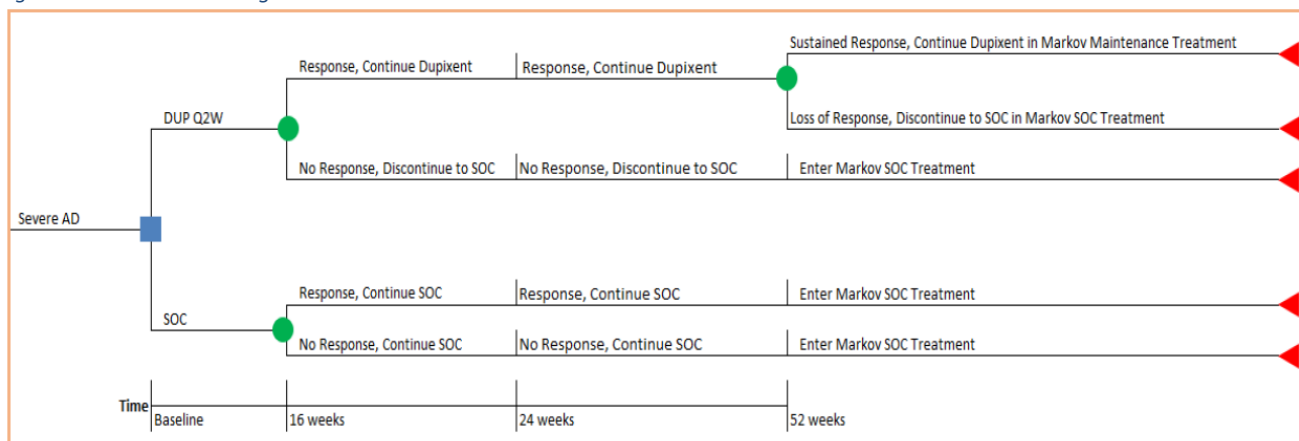 Sustained Response, Continue Dupixent in Markov Maintenance Treatment
Response, Continue Dupixent
Response, Continue Dupixent
DUP Q2W
Loss of Response, Discontinue to SOC in Markov SOC Treatment
No Response, Discontinue to SOC
No Response, Discontinue to SOC
Enter Markov SOC Treatment
Severe AD
Response, Continue SOC
Response, Continue SOC
Enter Markov SOC Treatment
SOC
No Response, Continue SOC
No Response, Continue SOC
Enter Markov SOC Treatment
Time
Baseline
16 weeks
24 weeks
52 weeks